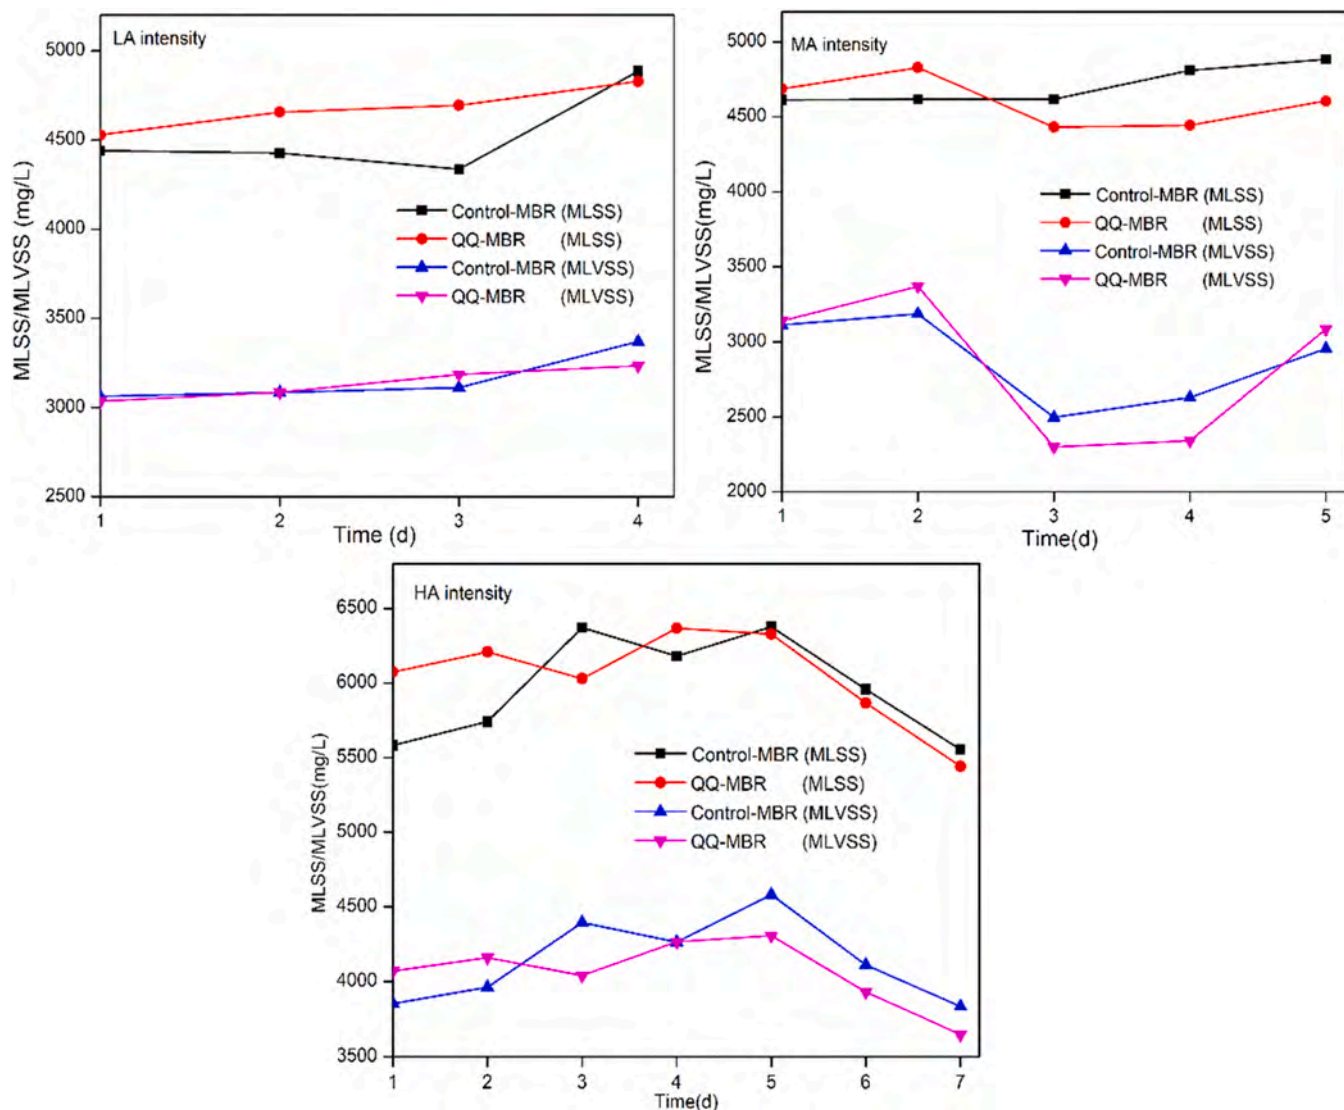 LA intensity
5000
4500
4000
3500
3000
2500
MLSS/MLVSS (mg/L)
Control-MBR (MLSS)
QQ-MBR (MLSS)
Control-MBR (MLVSS)
QQ-MBR (MLVSS)
1 2 3 4
Time (d)
MA intensity
5000
4500
4000
3500
3000
2500
2000
MLSS/MLVSS(mg/L)
Control-MBR (MLSS)
QQ-MBR (MLSS)
Control-MBR (MLVSS)
QQ-MBR (MLVSS)
1 2 3 4 5
Time(d)
HA intensity
6500
6000
5500
5000
4500
4000
3500
MLSS/MLVSS(mg/L)
Control-MBR (MLSS)
QQ-MBR (MLSS)
Control-MBR (MLVSS)
QQ-MBR (MLVSS)
1 2 3 4 5 6 7
Time(d)